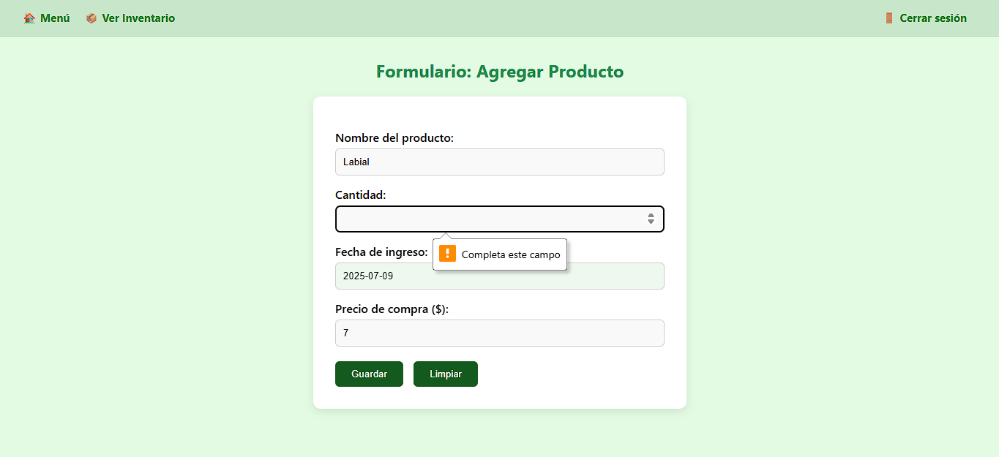 Menú Ver Inventario Cerrar sesión
Formulario: Agregar Producto
Nombre del producto:
Labial
Cantidad:
Completa este campo
Fecha de ingreso:
2025-07-09
Precio de compra ($):
7
Guardar Limpiar